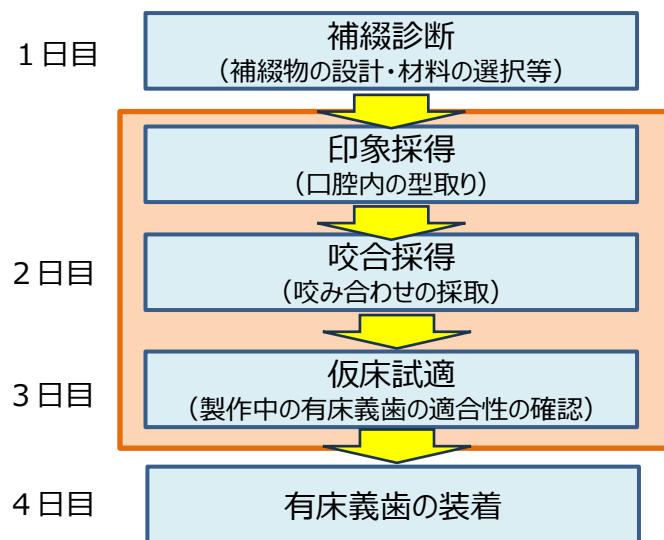 1日目
補綴診断
（補綴物の設計・材料の選択等）
印象採得
（口腔内の型取り）
2日目
咬合採得
（咬み合わせの採取）
3日目
仮床試適
（製作中の有床義歯の適合性の確認）
4日目
有床義歯の装着